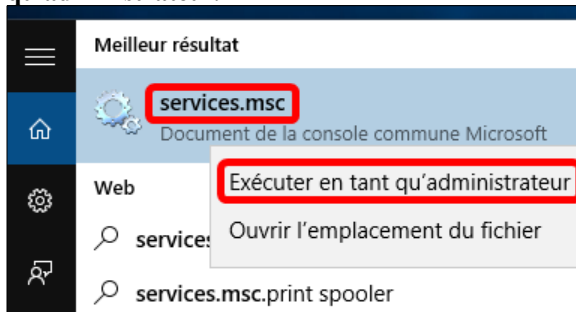 Meilleur résultat
services.msc
Document de la console commune Microsoft
Exécuter en tant qu'administrateur
Web
Ouvrir l'emplacement du fichier
services
services.msc.print spooler